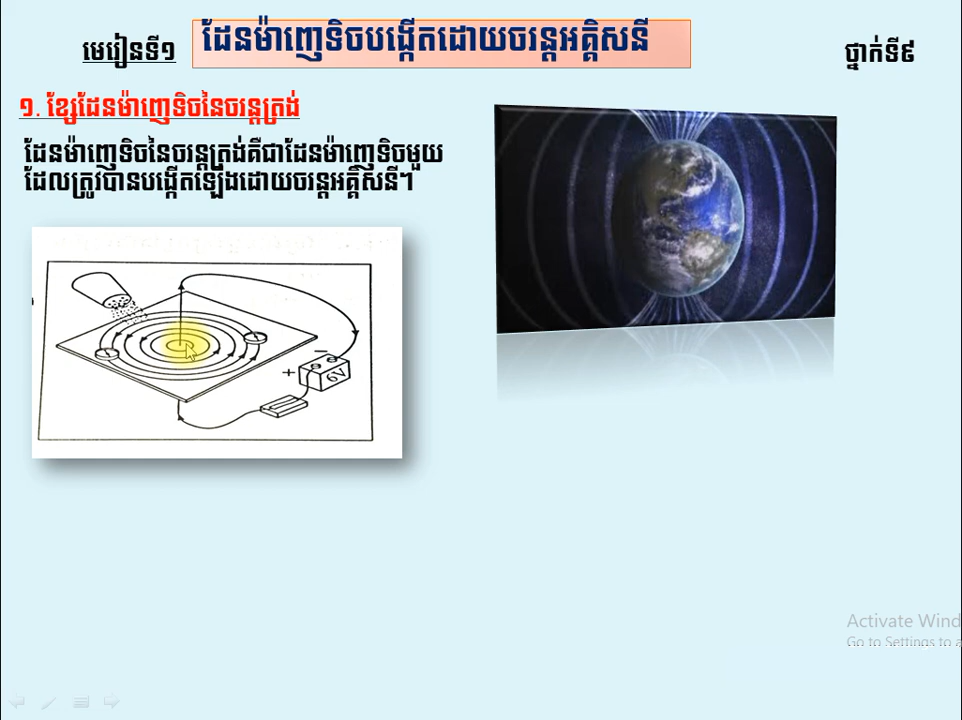 មេរៀនទី១
ដែនម៉ាញេទិចបង្កើតដោយចរន្តអគ្គិសនី
ថ្នាក់ទី៩
១. ខ្សែដែនម៉ាញេទិចនៃចរន្តត្រង់
ដែនម៉ាញេទិចនៃចរន្តត្រង់គឺជាដែនម៉ាញេទិចមួយ
ដែលត្រូវបានបង្កើតឡើងដោយចរន្តអគ្គិសនី។
−
+
6V
Activate Wind
Go to Settings to a